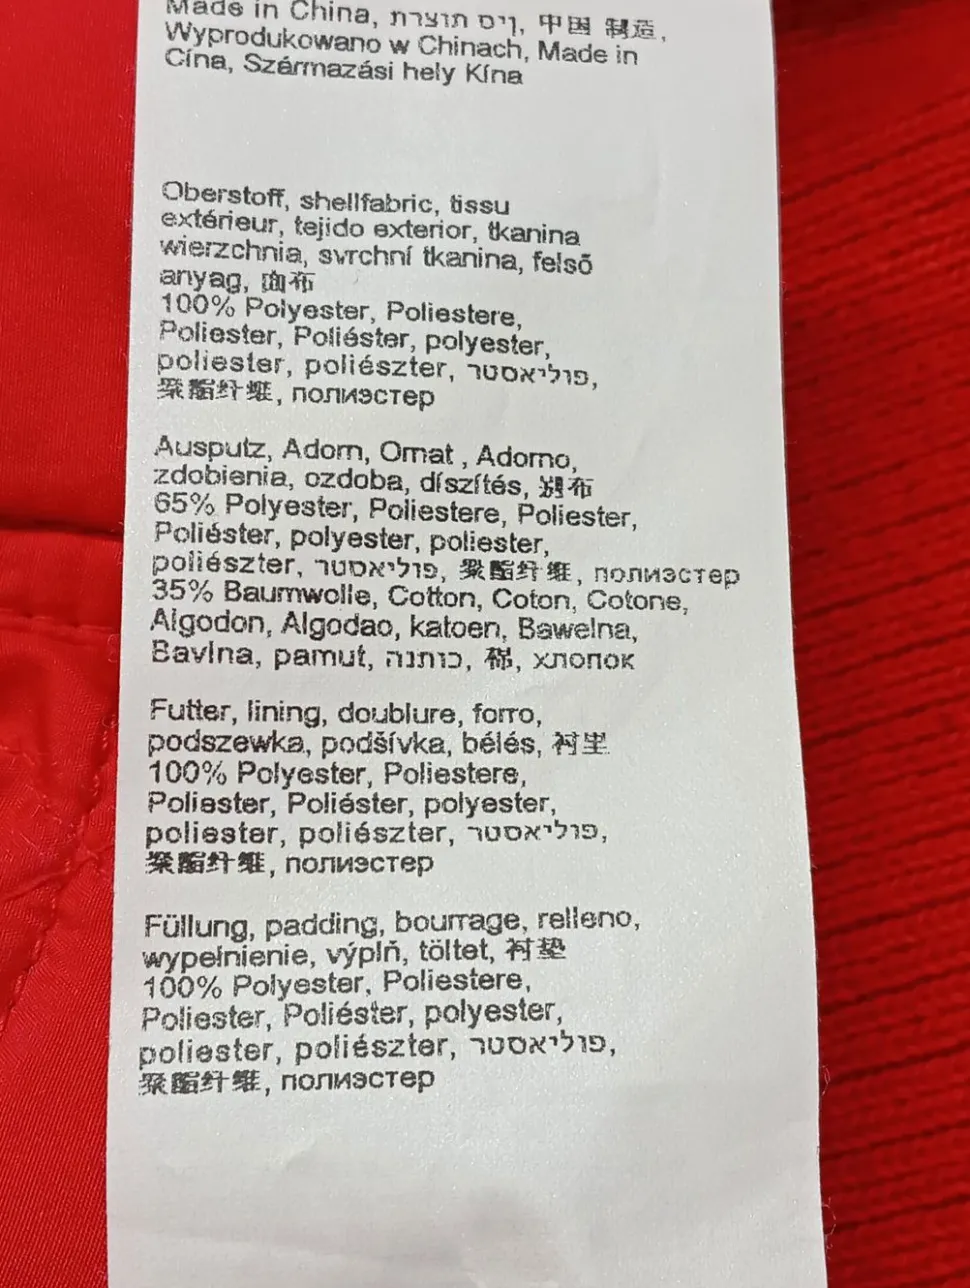 Made in China, ןיס תוצרת, 中国 制造,
Wyprodukowano w Chinach, Made in
Cína, Származási hely Kína
Oberstoff, shellfabric, tissu
extérieur, tejido exterior, tkanina
wierzchnia, svrchní tkanina, felső
anyag, 面布
100% Polyester, Poliestere,
Poliester, Poliéster, polyester,
poliester, poliészter, פוליאסטר,
聚酯纤维, полиэстер
Ausputz, Adorn, Ornat , Adorno,
zdobienia, ozdoba, díszítés, 别布
65% Polyester, Poliestere, Poliester,
Poliéster, polyester, poliester,
poliészter, פוליאסטר, 聚酯纤维, полиэстер
35% Baumwolle, Cotton, Coton, Cotone,
Algodon, Algodao, katoen, Bawełna,
Bavlna, pamut, כותנה, 棉, хлопок
Futter, lining, doublure, forro,
podszewka, podšívka, bélés, 衬里
100% Polyester, Poliestere,
Poliester, Poliéster, polyester,
poliester, poliészter, פוליאסטר,
聚酯纤维, полиэстер
Füllung, padding, bourrage, relleno,
wypełnienie, výplň, töltet, 衬垫
100% Polyester, Poliestere,
Poliester, Poliéster, polyester,
poliester, poliészter, פוליאסטר,
聚酯纤维, полиэстер